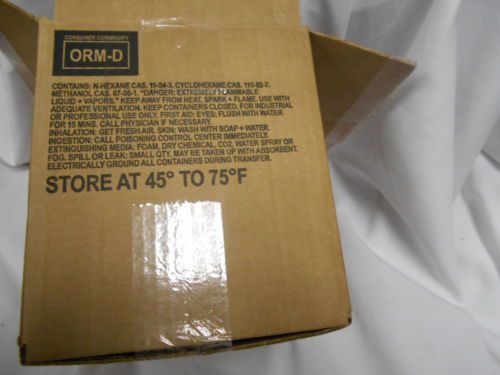 CONSUMER COMMODITY
ORM-D
CONTAINS: N-HEXANE CAS. 11-54-3, CYCLOHEXANE CAS. 110-82-7,
METHANOL CAS. 67-56-1. "DANGER: EXTREMELY FLAMMABLE
LIQUID + VAPORS." KEEP AWAY FROM HEAT, SPARK + FLAME. USE WITH
ADEQUATE VENTILATION. KEEP CONTAINERS CLOSED. FOR INDUSTRIAL
OR PROFESSIONAL USE ONLY. FIRST AID: EYES; FLUSH WITH WATER
FOR 15 MINS. CALL PHYSICIAN IF NECESSARY.
INHALATION: GET FRESH AIR. SKIN: WASH WITH SOAP + WATER.
INGESTION: CALL POISONING CONTROL CENTER IMMEDIATELY.
EXTINGUISHING MEDIA: FOAM, DRY CHEMICAL, CO2, WATER SPRAY OR
FOG. SPILL OR LEAK: SMALL QTY. MAY BE TAKEN UP WITH ABSORBENT.
ELECTRICALLY GROUND ALL CONTAINERS DURING TRANSFER.
STORE AT 45° TO 75°F